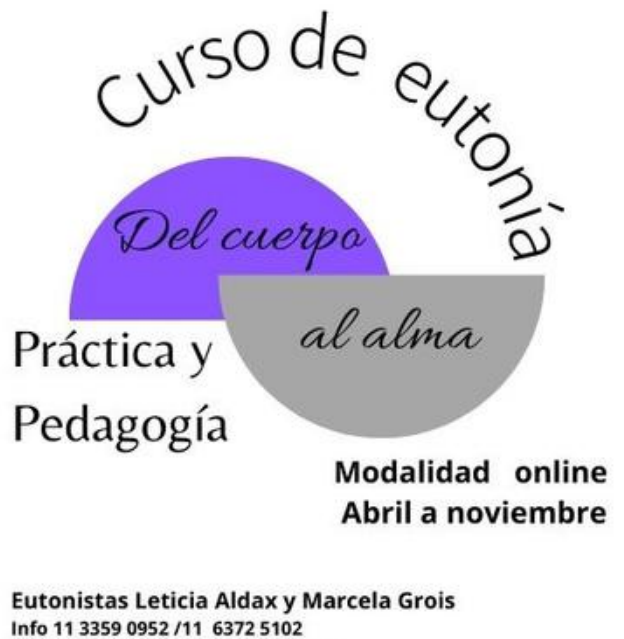 Curso de eutonía
Del cuerpo
al alma
Práctica y
Pedagogía
Modalidad online
Abril a noviembre
Eutonistas Leticia Aldax y Marcela Grois
Info 11 3359 0952 /11 6372 5102